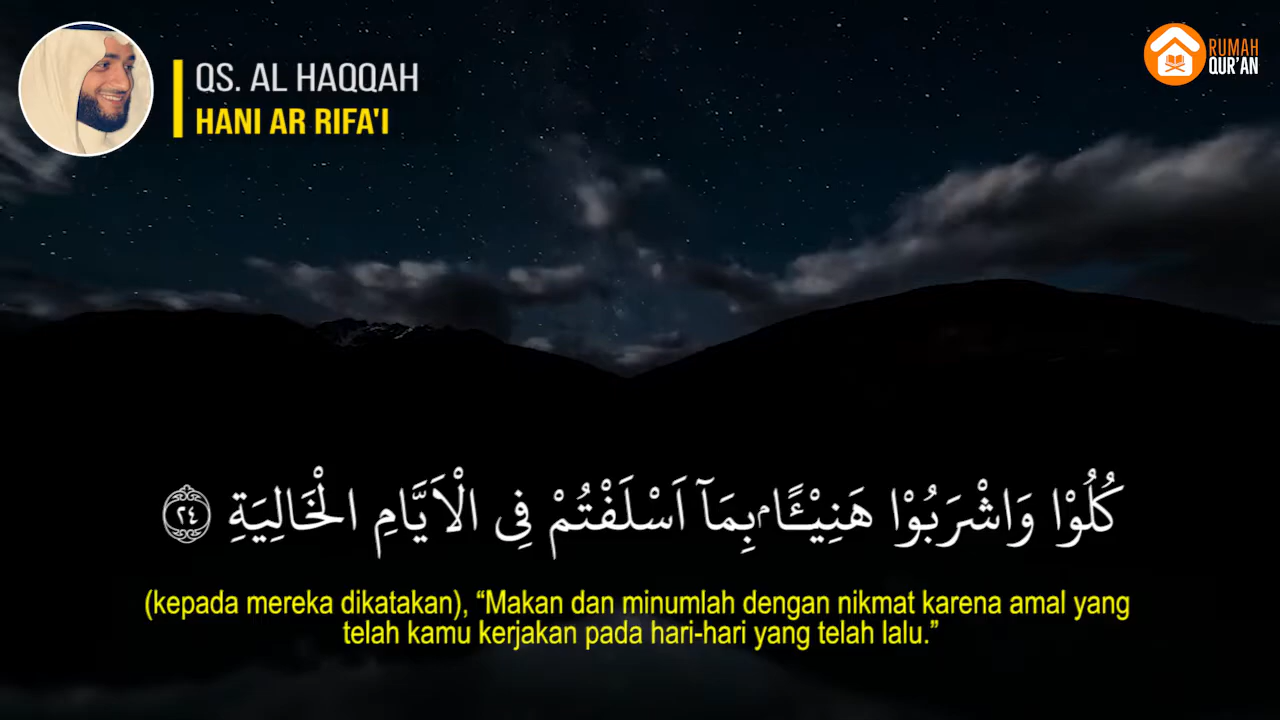 QS. AL HAQQAH
HANI AR RIFA'I
RUMAH
QUR'AN
كُلُوْا وَاشْرَبُوْا هَنِيْۤـًٔاۢ بِمَآ اَسْلَفْتُمْ فِى الْاَيَّامِ الْخَالِيَةِ ٢٤
(kepada mereka dikatakan), “Makan dan minumlah dengan nikmat karena amal yang
telah kamu kerjakan pada hari-hari yang telah lalu.”